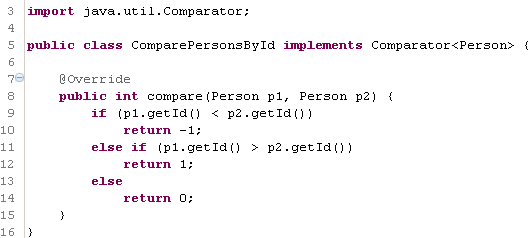 3 import java.util.Comparator;
4
5 public class ComparePersonsById implements Comparator<Person> {
6
7     @Override
8     public int compare(Person p1, Person p2) {
9         if (p1.getId() < p2.getId())
10             return -1;
11         else if (p1.getId() > p2.getId())
12             return 1;
13         else
14             return 0;
15     }
16 }